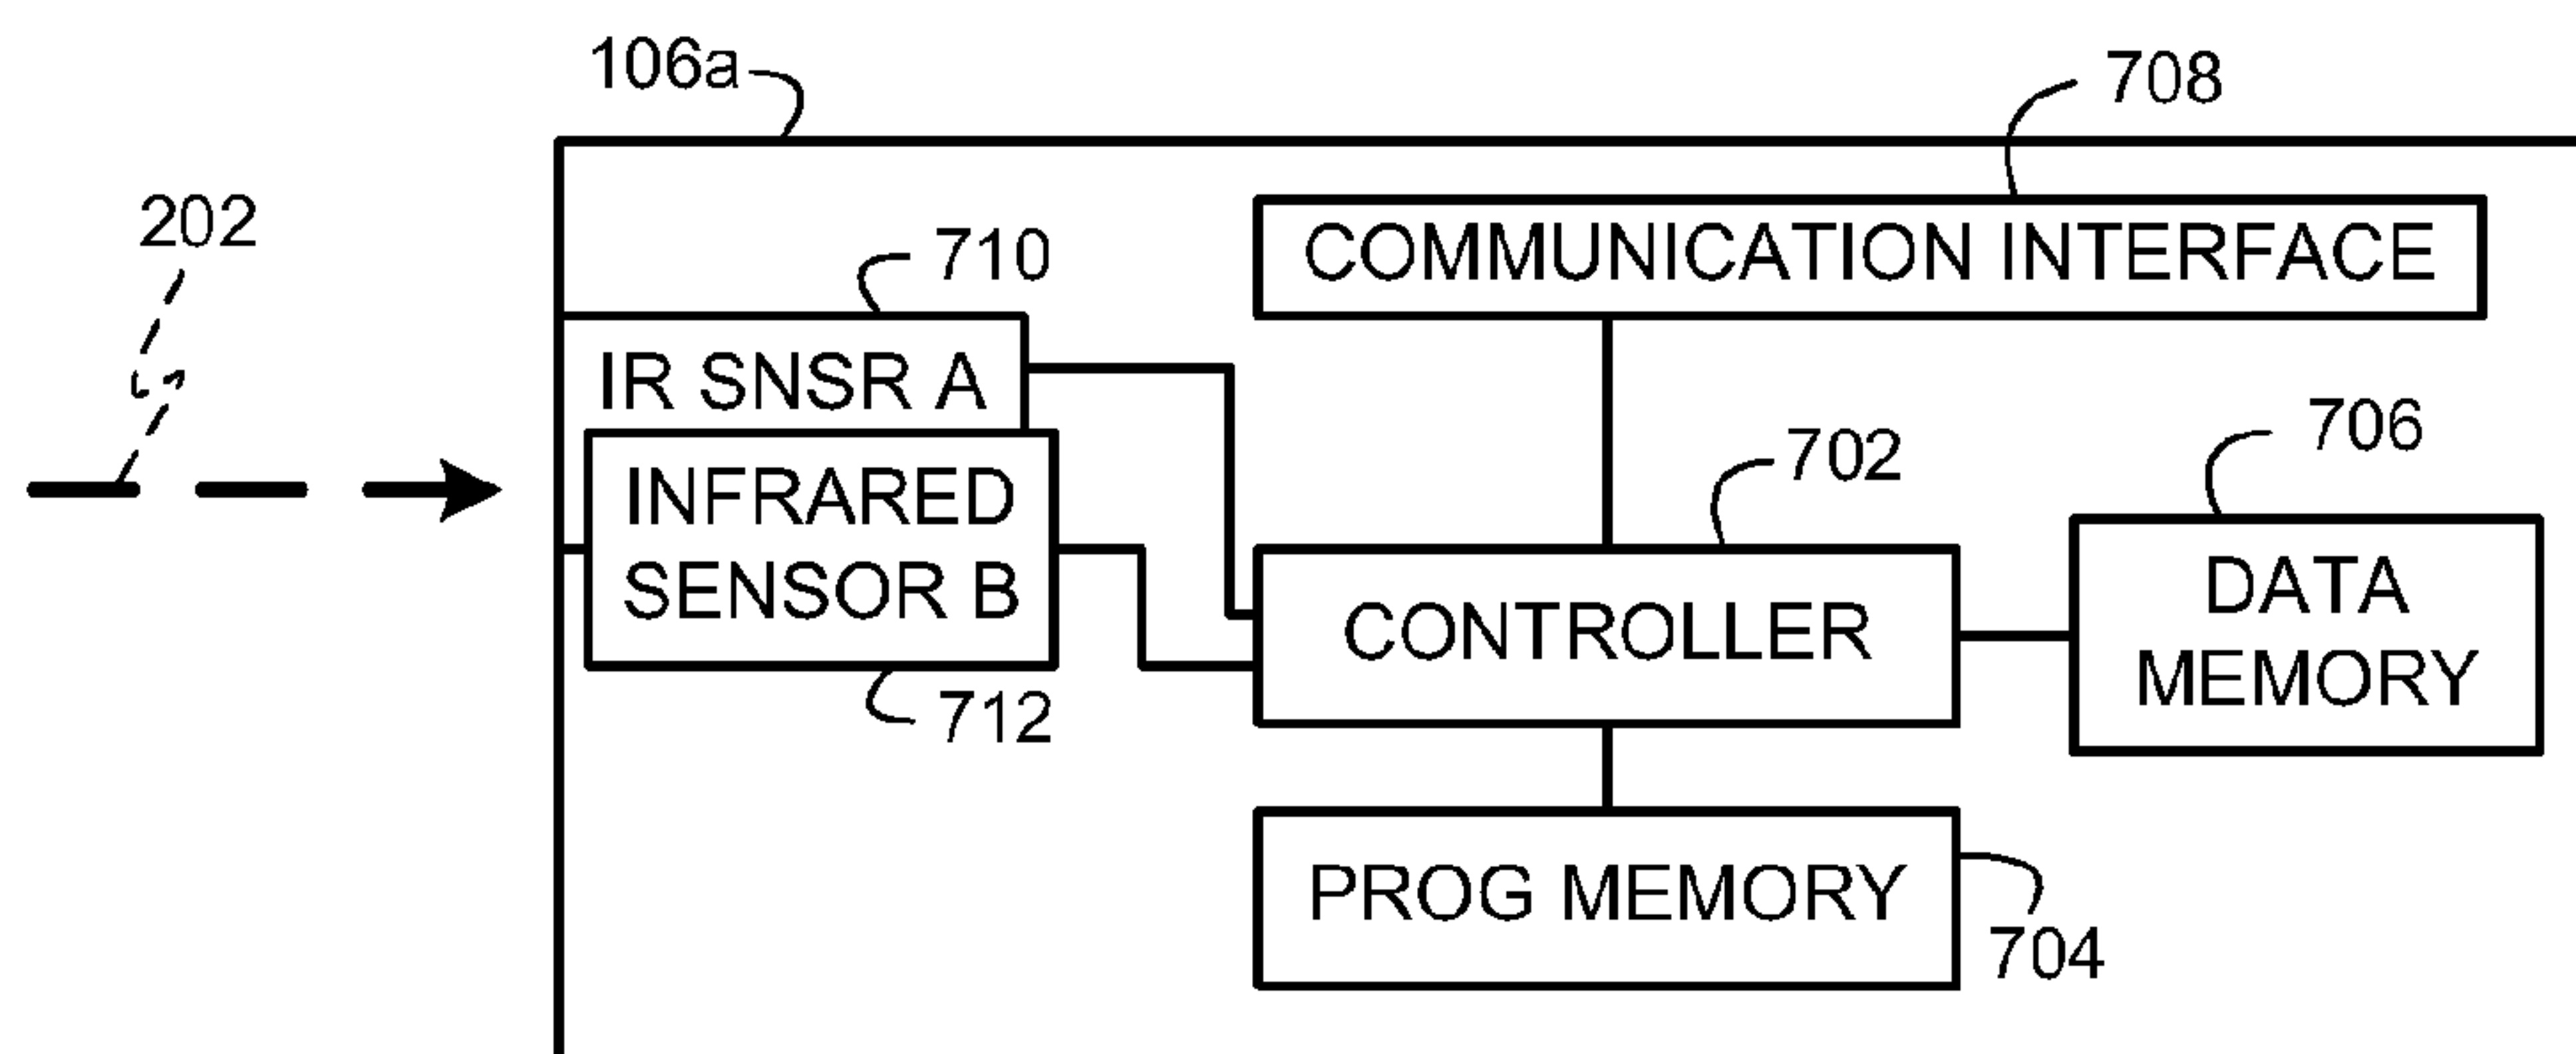 106a
708
202
710
COMMUNICATION INTERFACE
IR SNSR A
706
702
INFRARED
SENSOR B
DATA
MEMORY
CONTROLLER
712
PROG MEMORY
704